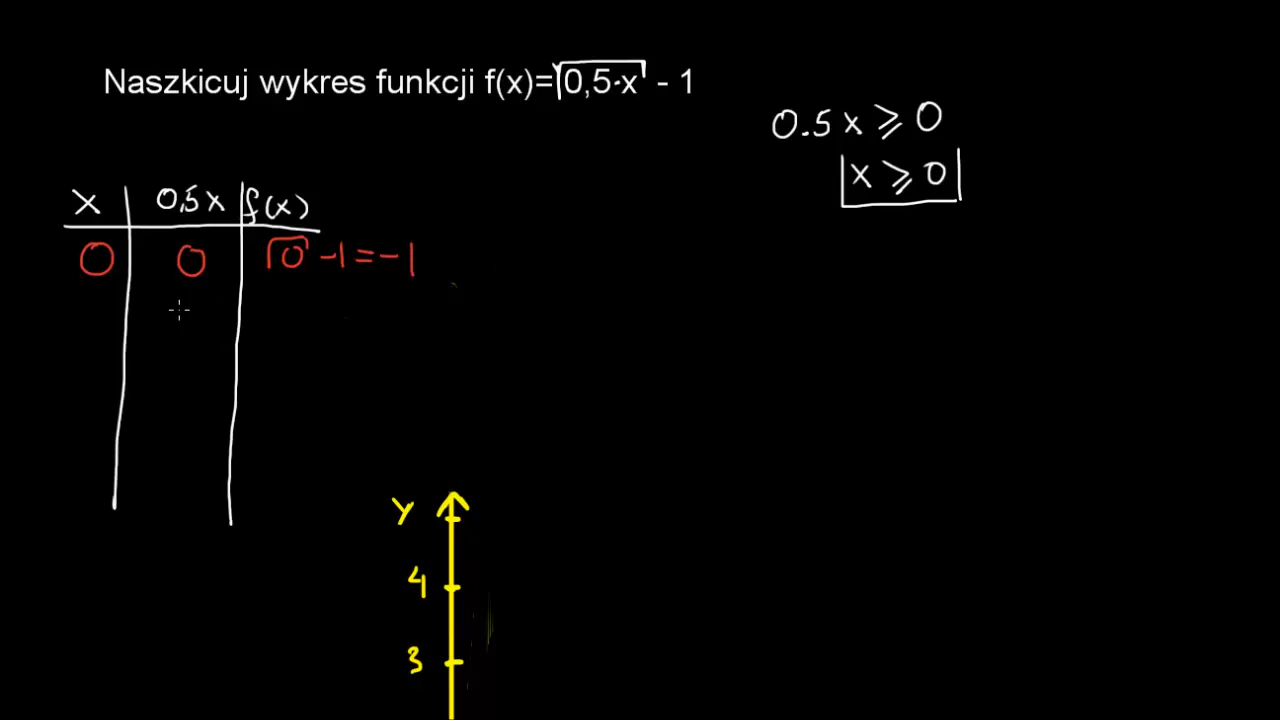 Naszkicuj wykres funkcji f(x)=√0,5·x - 1
0.5x ⩾ 0
x ⩾ 0
x 0,5x f(x)
0 0 √0 -1 = -1
y
4
3